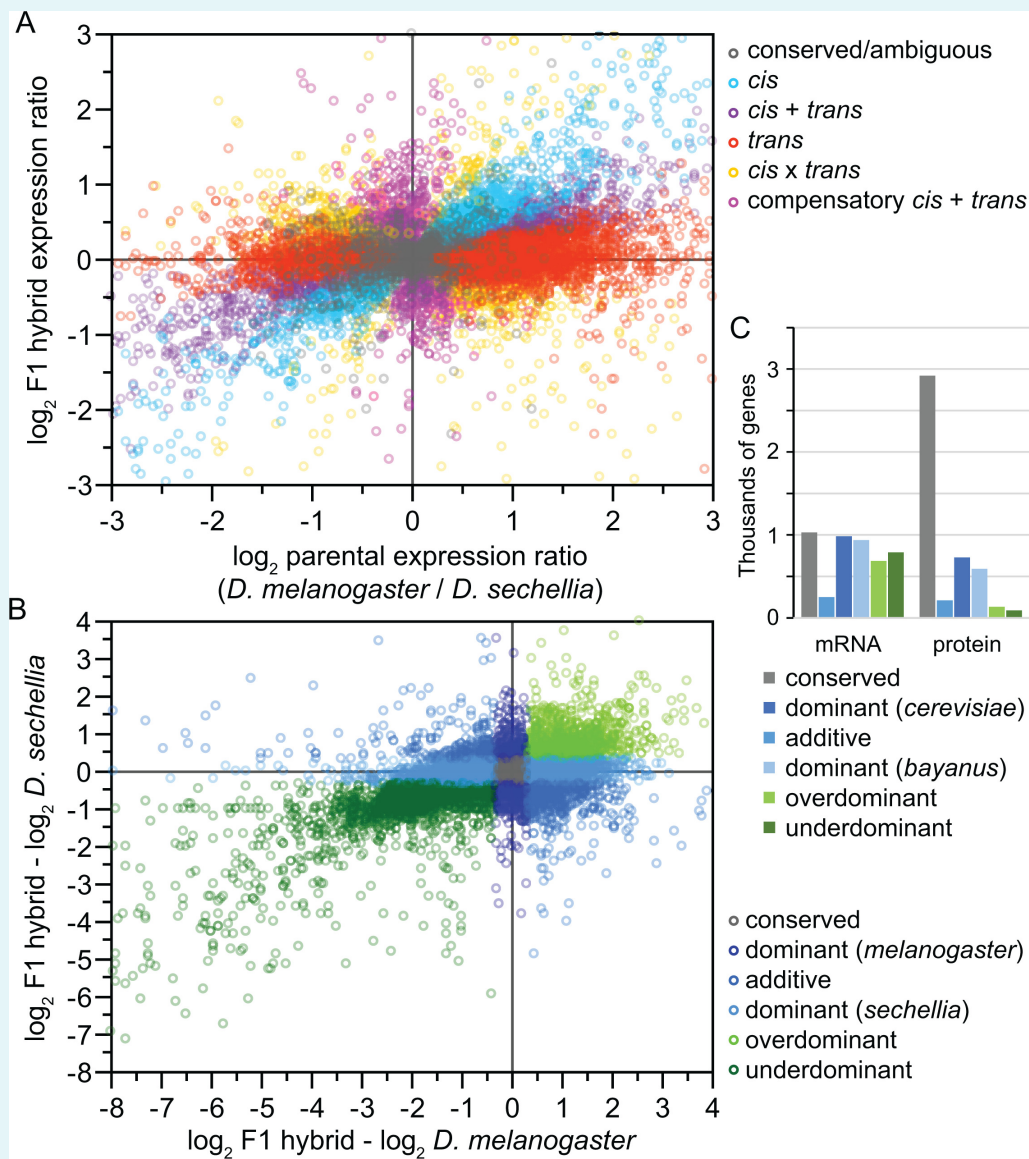 A
3
2
1
0
-1
-2
-3
-3
-2
-1
0
1
2
3
log2 F1 hybrid expression ratio
log2 parental expression ratio
(D. melanogaster / D. sechellia)
conserved/ambiguous
cis
cis + trans
trans
cis x trans
compensatory cis + trans
B
4
3
2
1
0
-1
-2
-3
-4
-5
-6
-7
-8
-8
-7
-6
-5
-4
-3
-2
-1
0
1
2
3
4
log2 F1 hybrid - log2 D. sechellia
log2 F1 hybrid - log2 D. melanogaster
C
Thousands of genes
3
2
1
0
mRNA
protein
conserved
dominant (cerevisiae)
additive
dominant (bayanus)
overdominant
underdominant
conserved
dominant (melanogaster)
additive
dominant (sechellia)
overdominant
underdominant